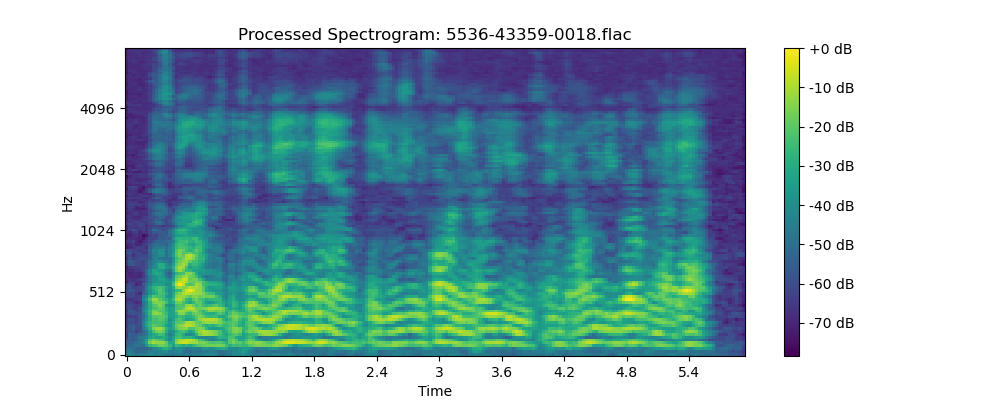 Processed Spectrogram: 5536-43359-0018.flac
Hz
4096
2048
1024
512
0
0 0.6 1.2 1.8 2.4 3 3.6 4.2 4.8 5.4
Time
+0 dB
-10 dB
-20 dB
-30 dB
-40 dB
-50 dB
-60 dB
-70 dB